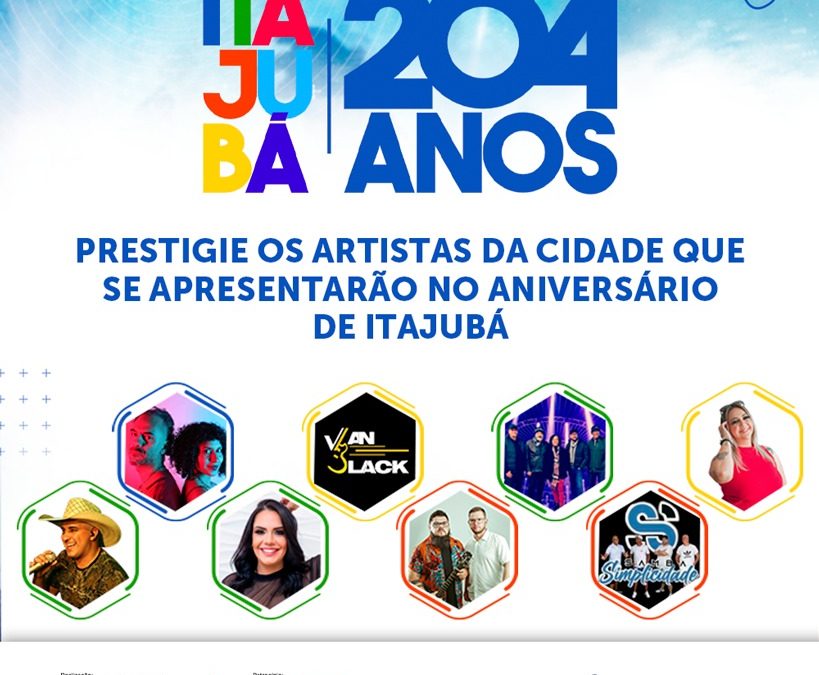 ITA
JU
BÁ
204
ANOS
PRESTIGIE OS ARTISTAS DA CIDADE QUE
SE APRESENTARÃO NO ANIVERSÁRIO
DE ITAJUBÁ
VAN
BLACK
S
SAMBA
Simplicidade